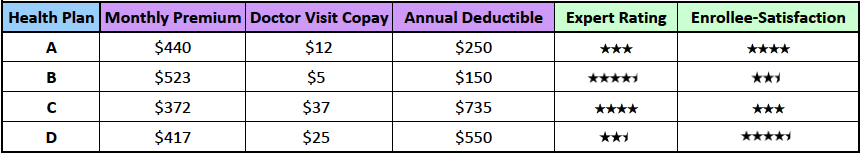 Health Plan Monthly Premium Doctor Visit Copay Annual Deductible Expert Rating Enrollee-Satisfaction
A $440 $12 $250 ★★★ ★★★★
B $523 $5 $150 ★★★★⯨ ★★⯨
C $372 $37 $735 ★★★★ ★★★
D $417 $25 $550 ★★⯨ ★★★★⯨